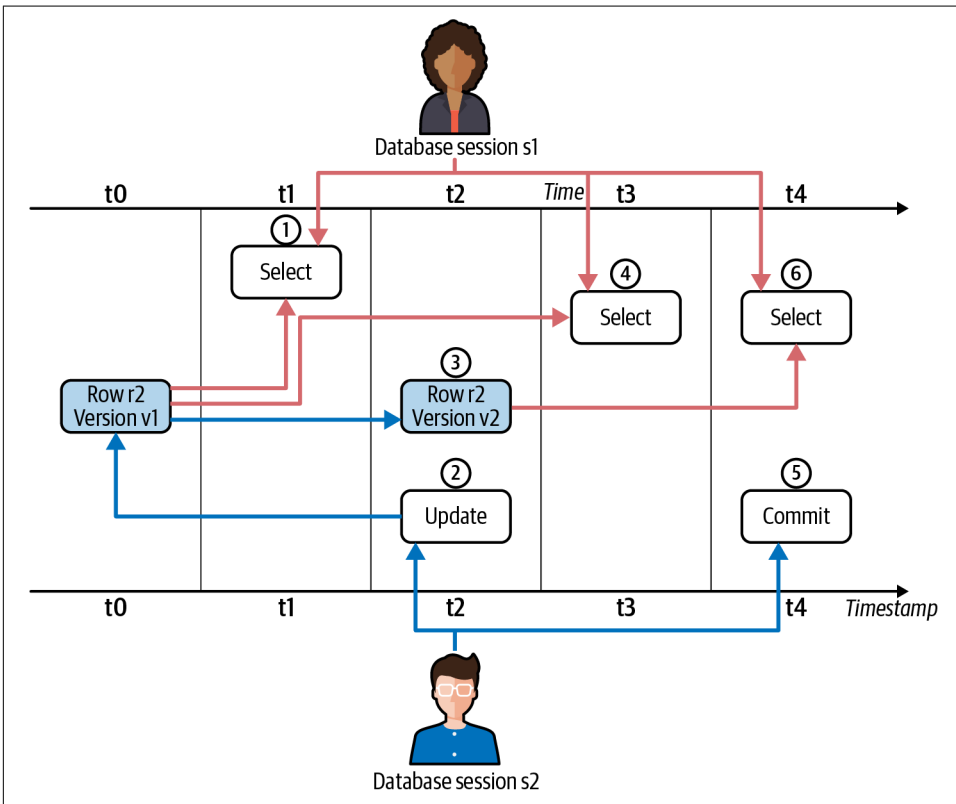 Database session s1
t0
t1
Time
t2
t3
t4
1
Select
4
Select
6
Select
Row r2
Version v1
3
Row r2
Version v2
2
Update
5
Commit
t0
t1
t2
t3
t4
Timestamp
Database session s2